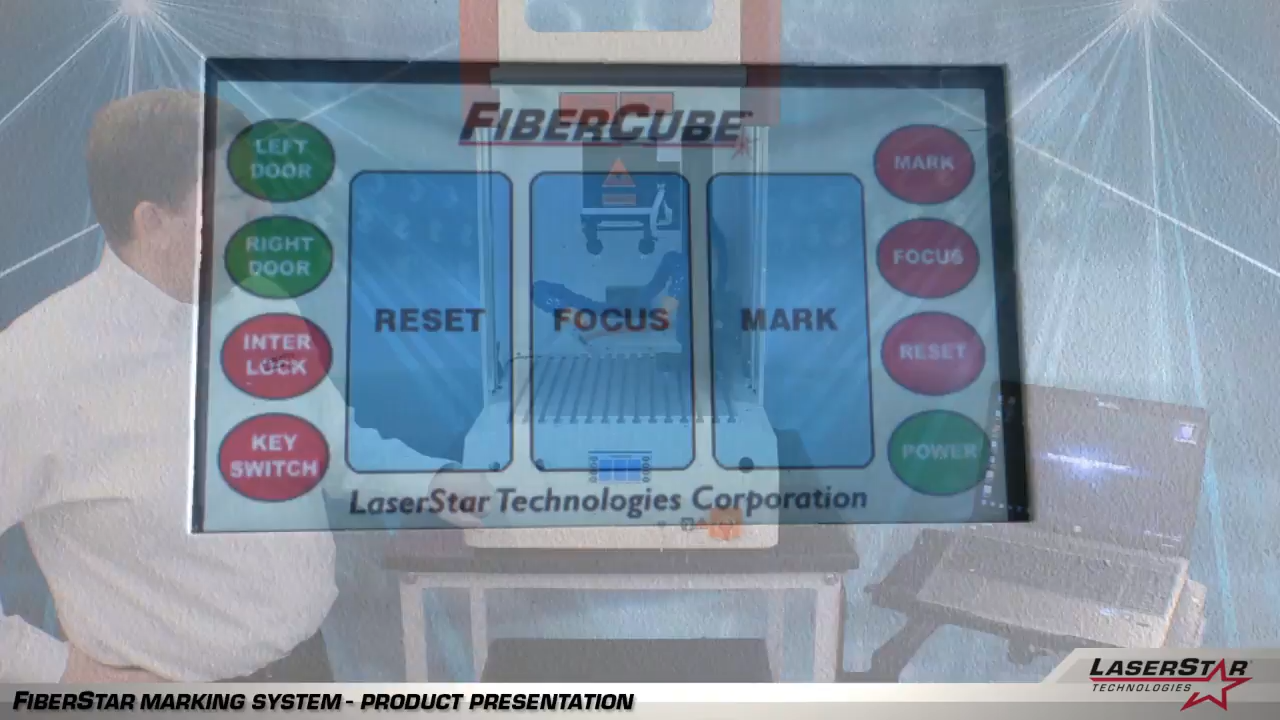 FIBERCUBE
LEFT
DOOR
RIGHT
DOOR
INTER
LOCK
KEY
SWITCH
RESET
FOCUS
MARK
MARK
FOCUS
RESET
POWER
LaserStar Technologies Corporation
FIBERSTAR MARKING SYSTEM - PRODUCT PRESENTATION
LASERSTAR
TECHNOLOGIES